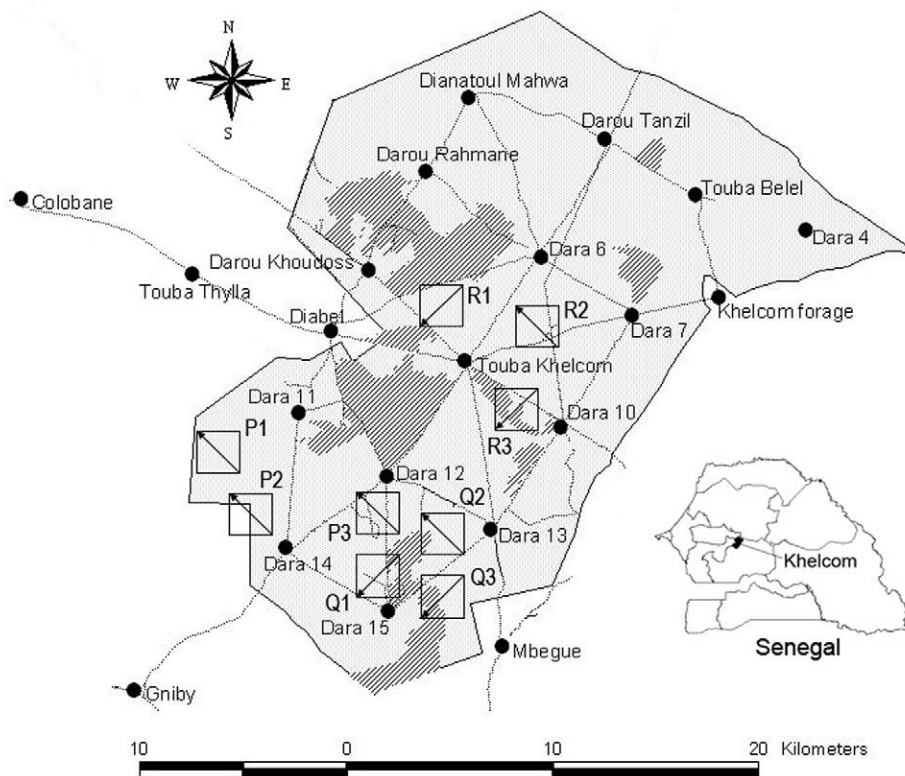 N
W E
S
Dianatoul Mahwa
Darou Tanzil
Darou Rahmane
Touba Belel
Colobane
Dara 4
Dara 6
Darou Khoudoss
Touba Thylla
R1
Khelcom forage
R2
Diabel
Dara 7
Touba Khelcom
Dara 11
P1
Dara 10
R3
P2
Dara 12
Q2
P3
Dara 13
Khelcom
Dara 14
Q3
Q1
Dara 15
Senegal
Mbegue
Gniby
10 0 10 20 Kilometers